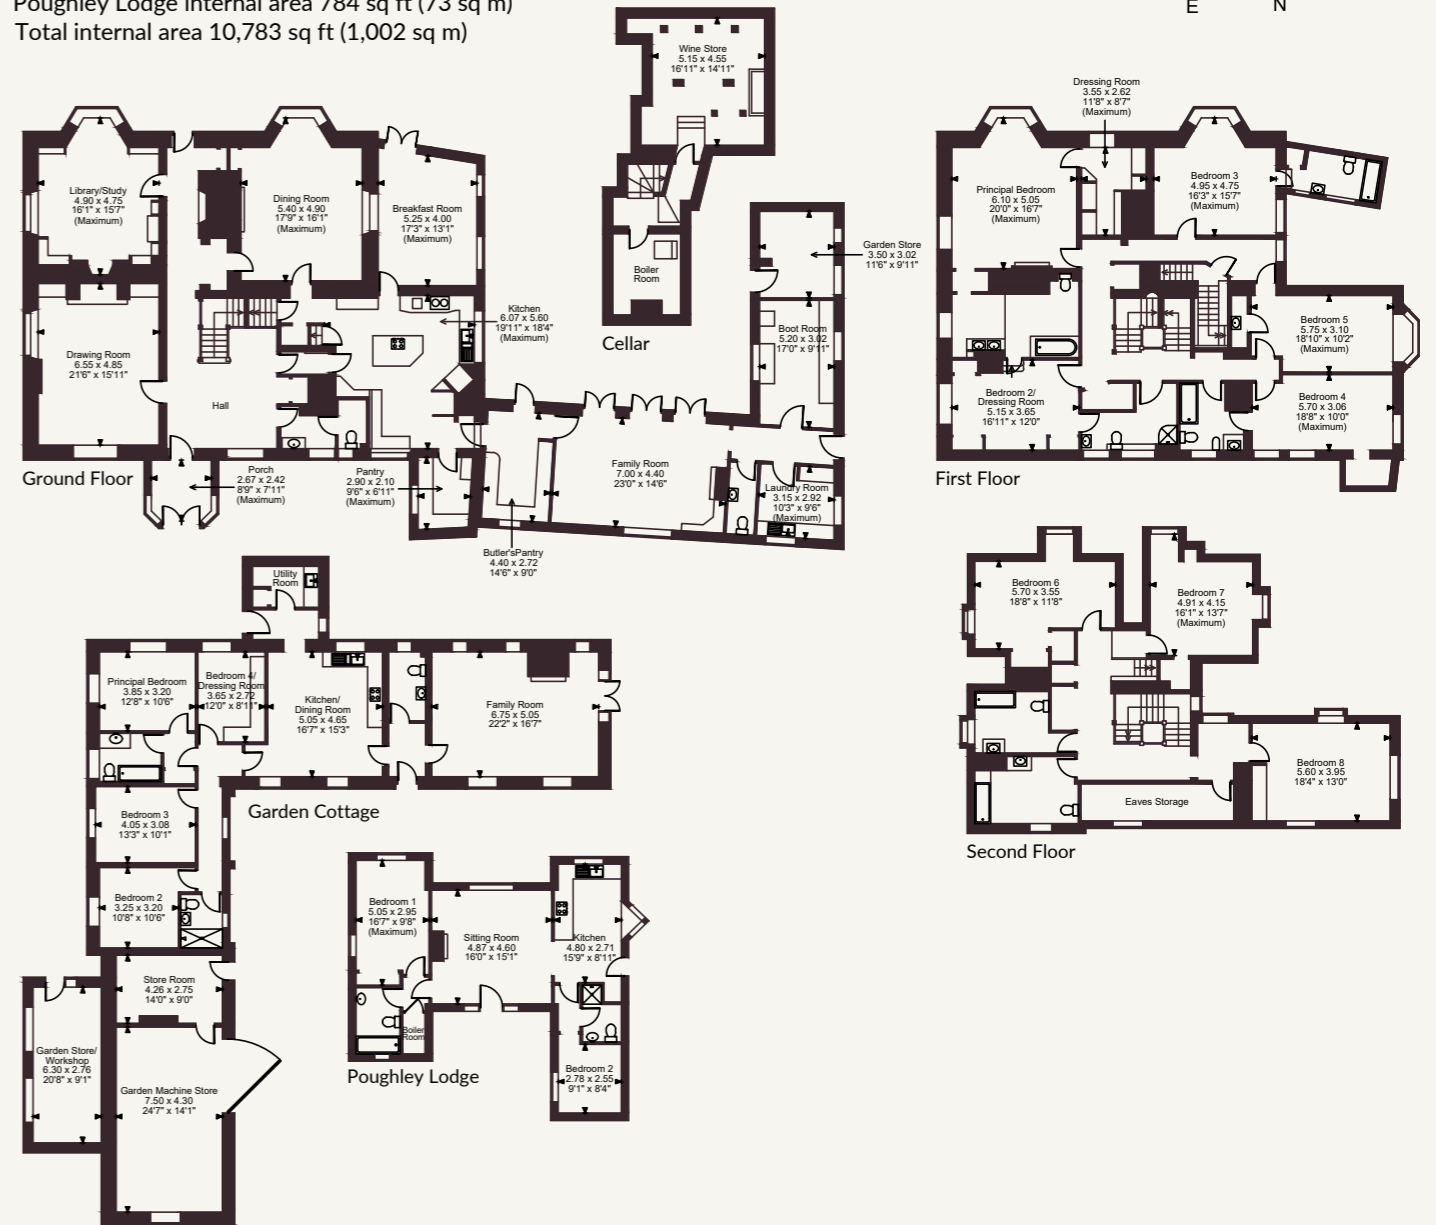 Poughley Lodge internal area 784 sq ft (73 sq m)
Total internal area 10,783 sq ft (1,002 sq m)
E
N
Wine Store
5.15 x 4.55
16'11" x 14'11"
Boiler
Room
Cellar
Library/Study
4.90 x 4.75
16'1" x 15'7"
(Maximum)
Dining Room
5.40 x 4.90
17'9" x 16'1"
(Maximum)
Breakfast Room
5.25 x 4.00
17'3" x 13'1"
(Maximum)
Kitchen
6.07 x 5.60
19'11" x 18'4"
(Maximum)
Garden Store
3.50 x 3.02
11'6" x 9'11"
Boot Room
5.20 x 3.02
17'0" x 9'11"
Drawing Room
6.55 x 4.85
21'6" x 15'11"
Hall
Family Room
7.00 x 4.40
23'0" x 14'6"
Laundry Room
3.15 x 2.92
10'3" x 9'6"
(Maximum)
Porch
2.67 x 2.42
8'9" x 7'11"
(Maximum)
Pantry
2.90 x 2.10
9'6" x 6'11"
(Maximum)
Butler'sPantry
4.40 x 2.72
14'6" x 9'0"
Ground Floor
Dressing Room
3.55 x 2.62
11'8" x 8'7"
(Maximum)
Principal Bedroom
6.10 x 5.05
20'0" x 16'7"
(Maximum)
Bedroom 3
4.95 x 4.75
16'3" x 15'7"
(Maximum)
Bedroom 5
5.75 x 3.10
18'10" x 10'2"
(Maximum)
Bedroom 2/
Dressing Room
5.15 x 3.65
16'11" x 12'0"
Bedroom 4
5.70 x 3.06
18'8" x 10'0"
(Maximum)
First Floor
Bedroom 6
5.70 x 3.55
18'8" x 11'8"
Bedroom 7
4.91 x 4.15
16'1" x 13'7"
(Maximum)
Bedroom 8
5.60 x 3.95
18'4" x 13'0"
Eaves Storage
Second Floor
Utility
Room
Principal Bedroom
3.85 x 3.20
12'8" x 10'6"
Bedroom 4/
Dressing Room
3.65 x 2.72
12'0" x 8'11"
Kitchen/
Dining Room
5.05 x 4.65
16'7" x 15'3"
Family Room
6.75 x 5.05
22'2" x 16'7"
Garden Cottage
Bedroom 3
4.05 x 3.08
13'3" x 10'1"
Bedroom 2
3.25 x 3.20
10'8" x 10'6"
Store Room
4.26 x 2.75
14'0" x 9'0"
Garden Store/
Workshop
6.30 x 2.76
20'8" x 9'1"
Garden Machine Store
7.50 x 4.30
24'7" x 14'1"
Bedroom 1
5.05 x 2.95
16'7" x 9'8"
(Maximum)
Sitting Room
4.87 x 4.60
16'0" x 15'1"
Kitchen
4.80 x 2.71
15'9" x 8'11"
Boiler
Room
Bedroom 2
2.78 x 2.55
9'1" x 8'4"
Poughley Lodge